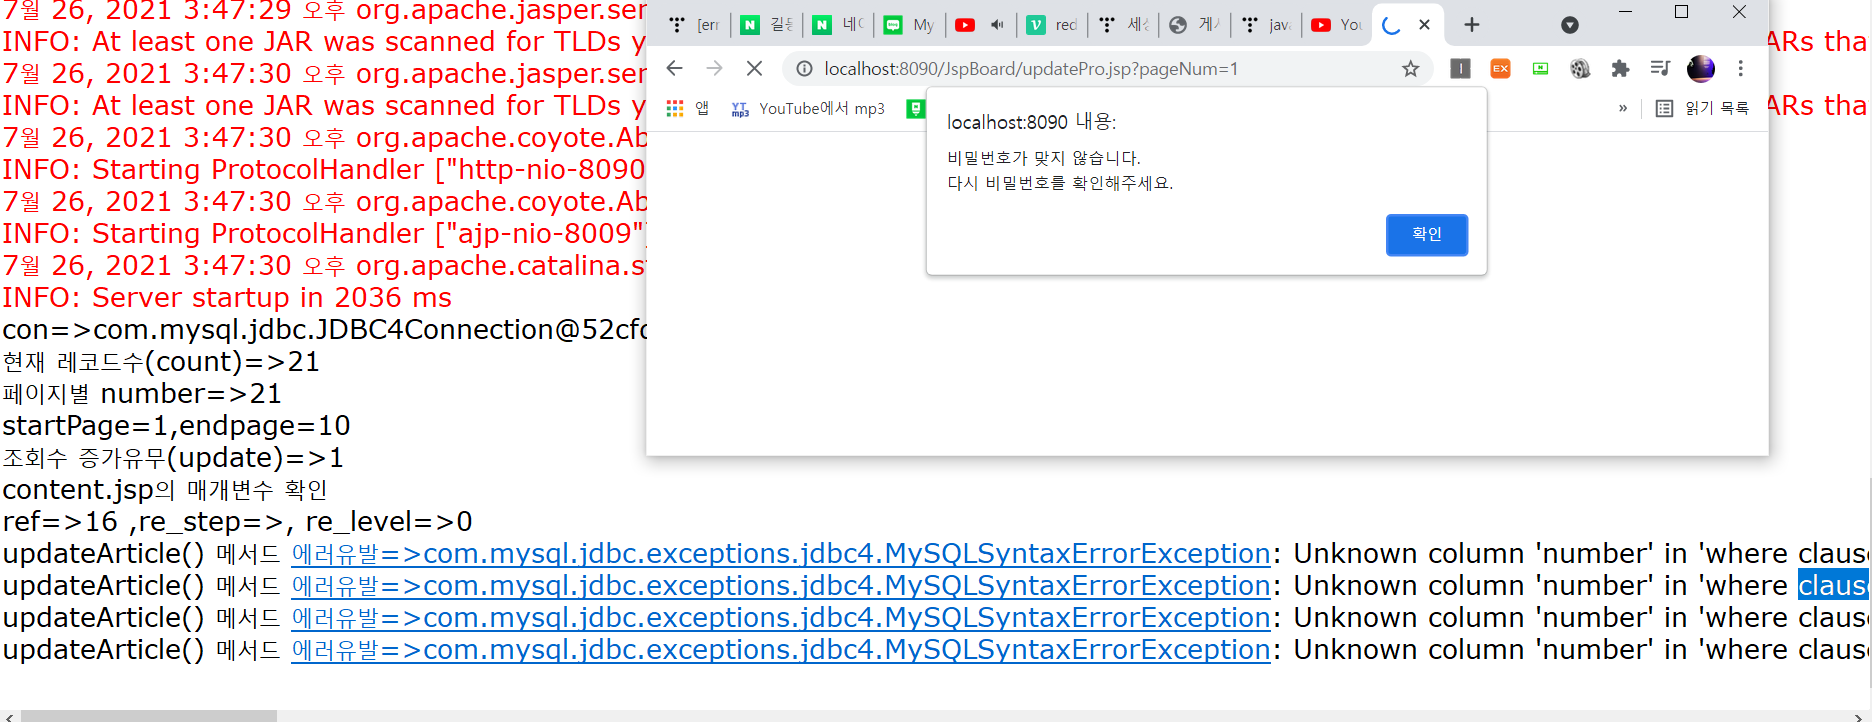 7월 26, 2021 3:47:29 오후 org.apache.jasper.ser
INFO: At least one JAR was scanned for TLDs y
ARs tha
7월 26, 2021 3:47:30 오후 org.apache.jasper.ser
INFO: At least one JAR was scanned for TLDs y
ARs tha
7월 26, 2021 3:47:30 오후 org.apache.coyote.Ab
INFO: Starting ProtocolHandler ["http-nio-8090
7월 26, 2021 3:47:30 오후 org.apache.coyote.Ab
INFO: Starting ProtocolHandler ["ajp-nio-8009"]
7월 26, 2021 3:47:30 오후 org.apache.catalina.s
INFO: Server startup in 2036 ms
con=>com.mysql.jdbc.JDBC4Connection@52cfc
현재 레코드수(count)=>21
페이지별 number=>21
startPage=1,endpage=10
조회수 증가유무(update)=>1
content.jsp의 매개변수 확인
ref=>16 ,re_step=>, re_level=>0
updateArticle() 메서드 에러유발=>com.mysql.jdbc.exceptions.jdbc4.MySQLSyntaxErrorException: Unknown column 'number' in 'where clause
updateArticle() 메서드 에러유발=>com.mysql.jdbc.exceptions.jdbc4.MySQLSyntaxErrorException: Unknown column 'number' in 'where clause
updateArticle() 메서드 에러유발=>com.mysql.jdbc.exceptions.jdbc4.MySQLSyntaxErrorException: Unknown column 'number' in 'where clause
updateArticle() 메서드 에러유발=>com.mysql.jdbc.exceptions.jdbc4.MySQLSyntaxErrorException: Unknown column 'number' in 'where clause
[err 길동 네이 My red 세상 게시 java You
localhost:8090/JspBoard/updatePro.jsp?pageNum=1
EX
앱 YT mp3 YouTube에서 mp3 » 읽기 목록
localhost:8090 내용:
비밀번호가 맞지 않습니다.
다시 비밀번호를 확인해주세요.
확인